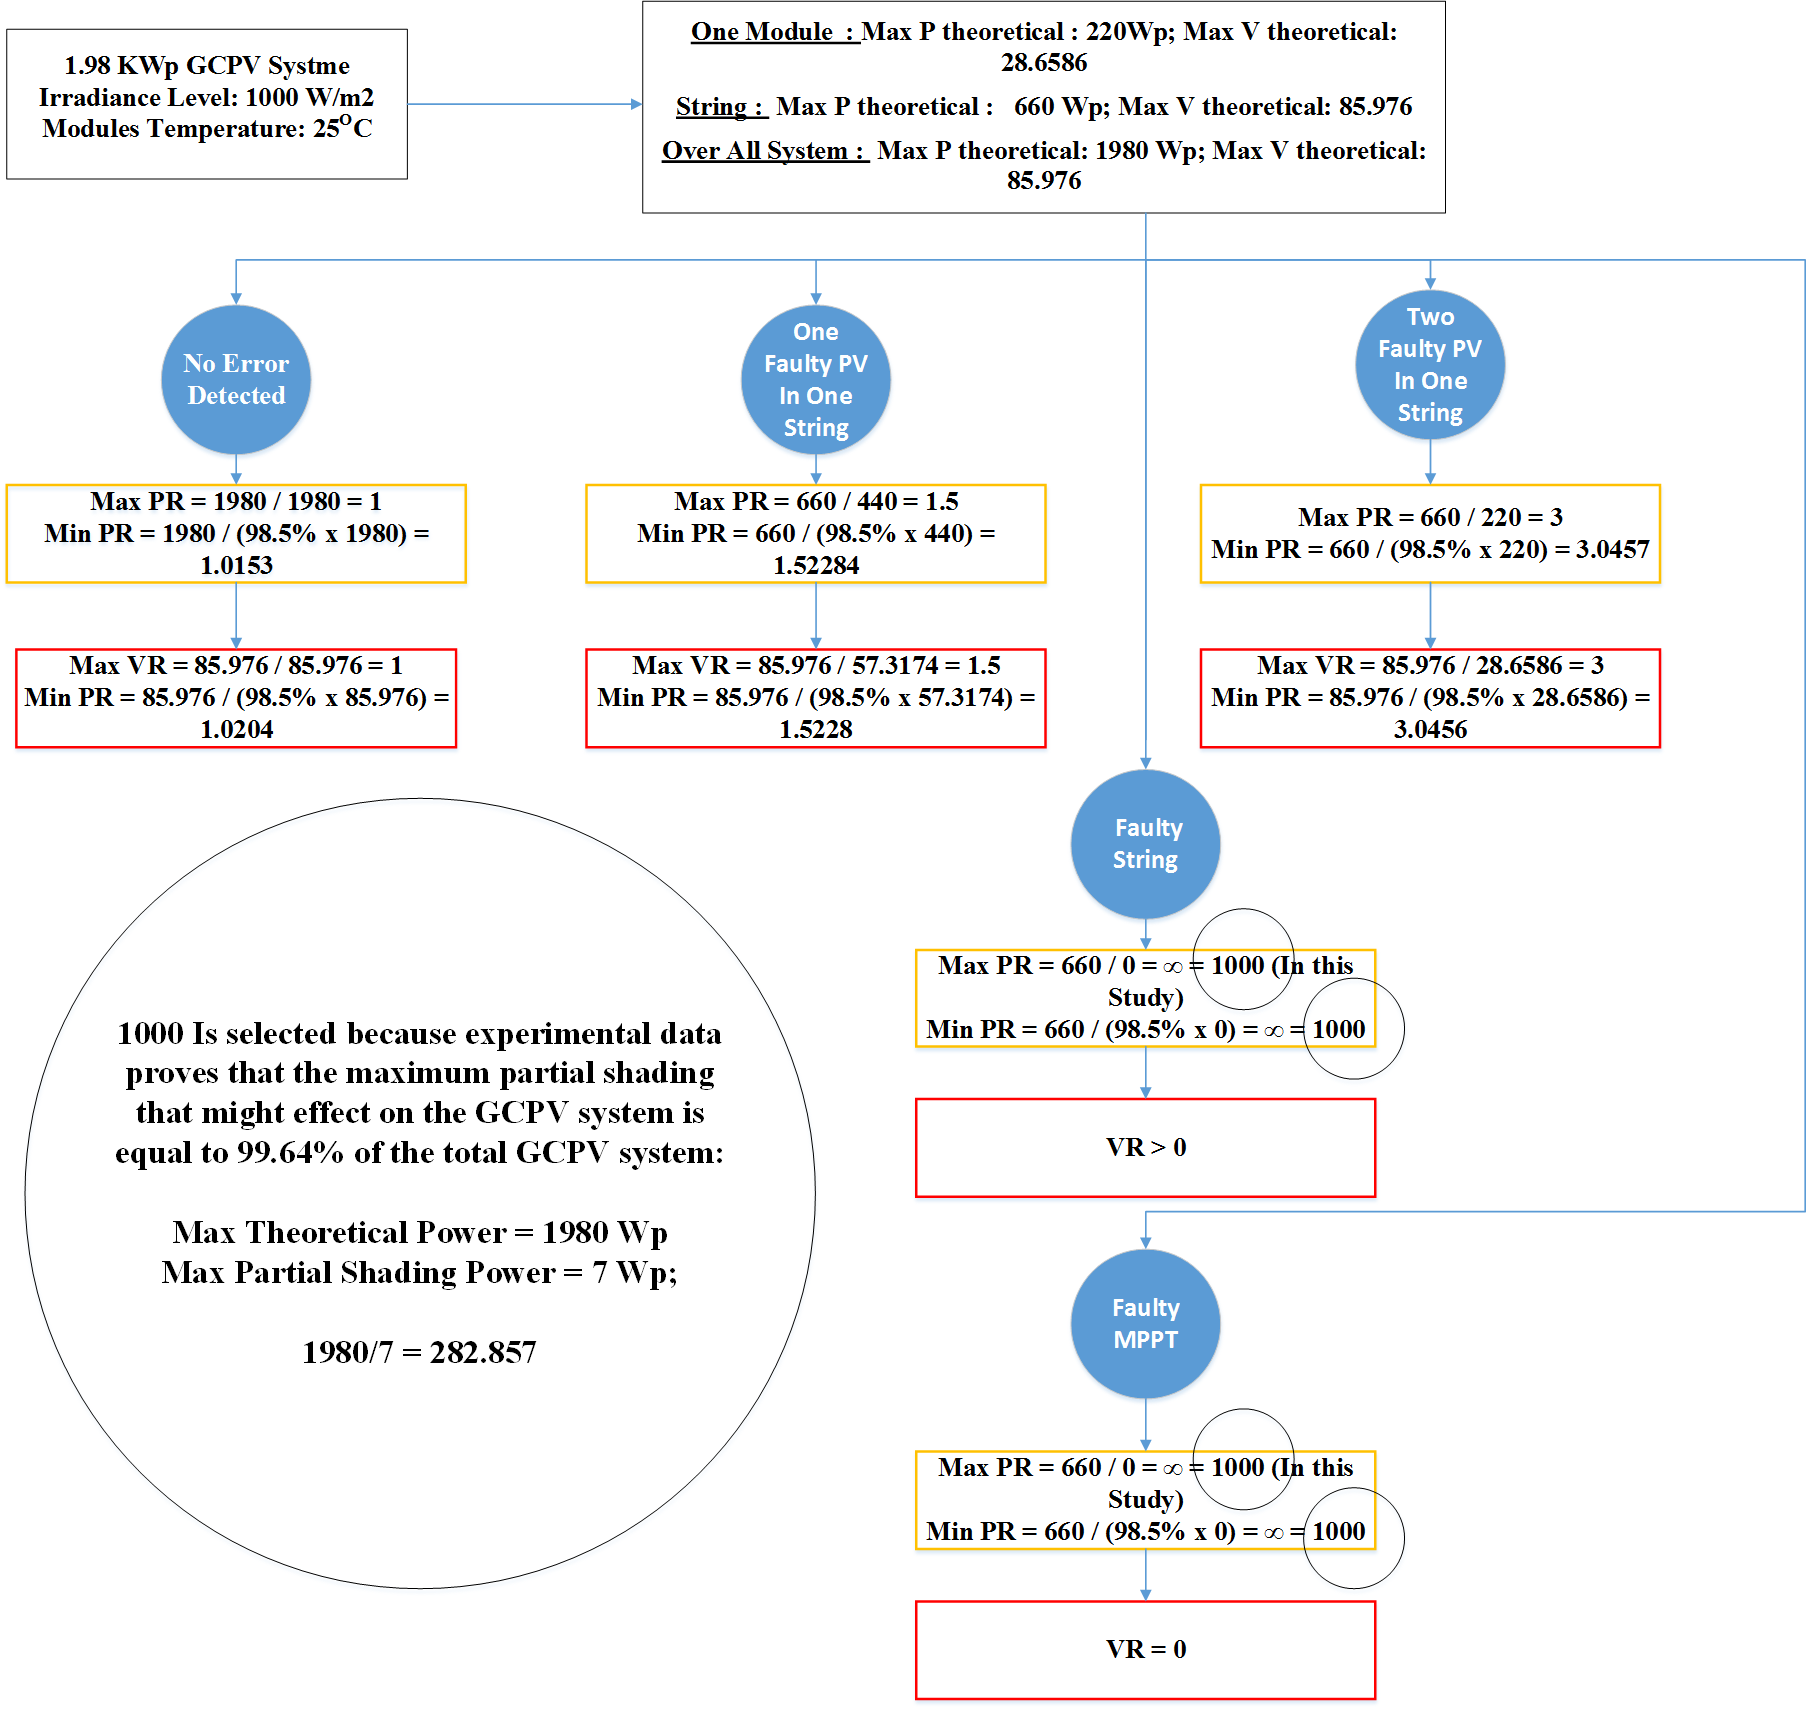 1.98 KWp GCPV Systme
Irradiance Level: 1000 W/m2
Modules Temperature: 25OC
One Module : Max P theoretical : 220Wp; Max V theoretical:
28.6586
String : Max P theoretical : 660 Wp; Max V theoretical: 85.976
Over All System : Max P theoretical: 1980 Wp; Max V theoretical:
85.976
No Error
Detected
One
Faulty PV
In One
String
Two
Faulty PV
In One
String
Max PR = 1980 / 1980 = 1
Min PR = 1980 / (98.5% x 1980) =
1.0153
Max PR = 660 / 440 = 1.5
Min PR = 660 / (98.5% x 440) =
1.52284
Max PR = 660 / 220 = 3
Min PR = 660 / (98.5% x 220) = 3.0457
Max VR = 85.976 / 85.976 = 1
Min PR = 85.976 / (98.5% x 85.976) =
1.0204
Max VR = 85.976 / 57.3174 = 1.5
Min PR = 85.976 / (98.5% x 57.3174) =
1.5228
Max VR = 85.976 / 28.6586 = 3
Min PR = 85.976 / (98.5% x 28.6586) =
3.0456
Faulty
String
Max PR = 660 / 0 = ∞ = 1000 (In this
Study)
Min PR = 660 / (98.5% x 0) = ∞ = 1000
VR > 0
1000 Is selected because experimental data
proves that the maximum partial shading
that might effect on the GCPV system is
equal to 99.64% of the total GCPV system:
Max Theoretical Power = 1980 Wp
Max Partial Shading Power = 7 Wp;
1980/7 = 282.857
Faulty
MPPT
Max PR = 660 / 0 = ∞ = 1000 (In this
Study)
Min PR = 660 / (98.5% x 0) = ∞ = 1000
VR = 0